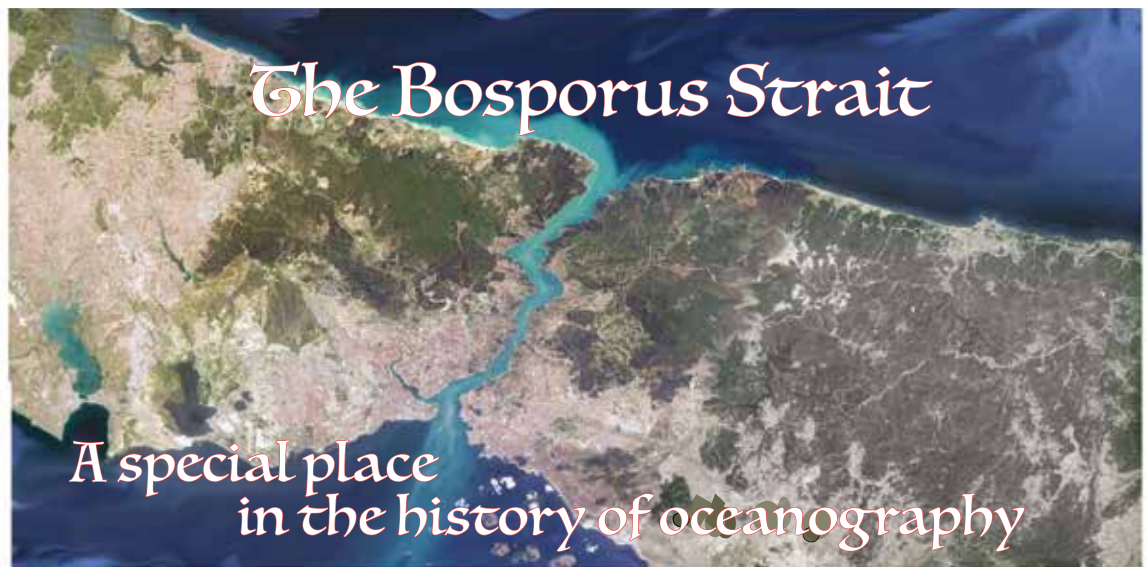 The Bosporus Strait
A special place
in the history of oceanography